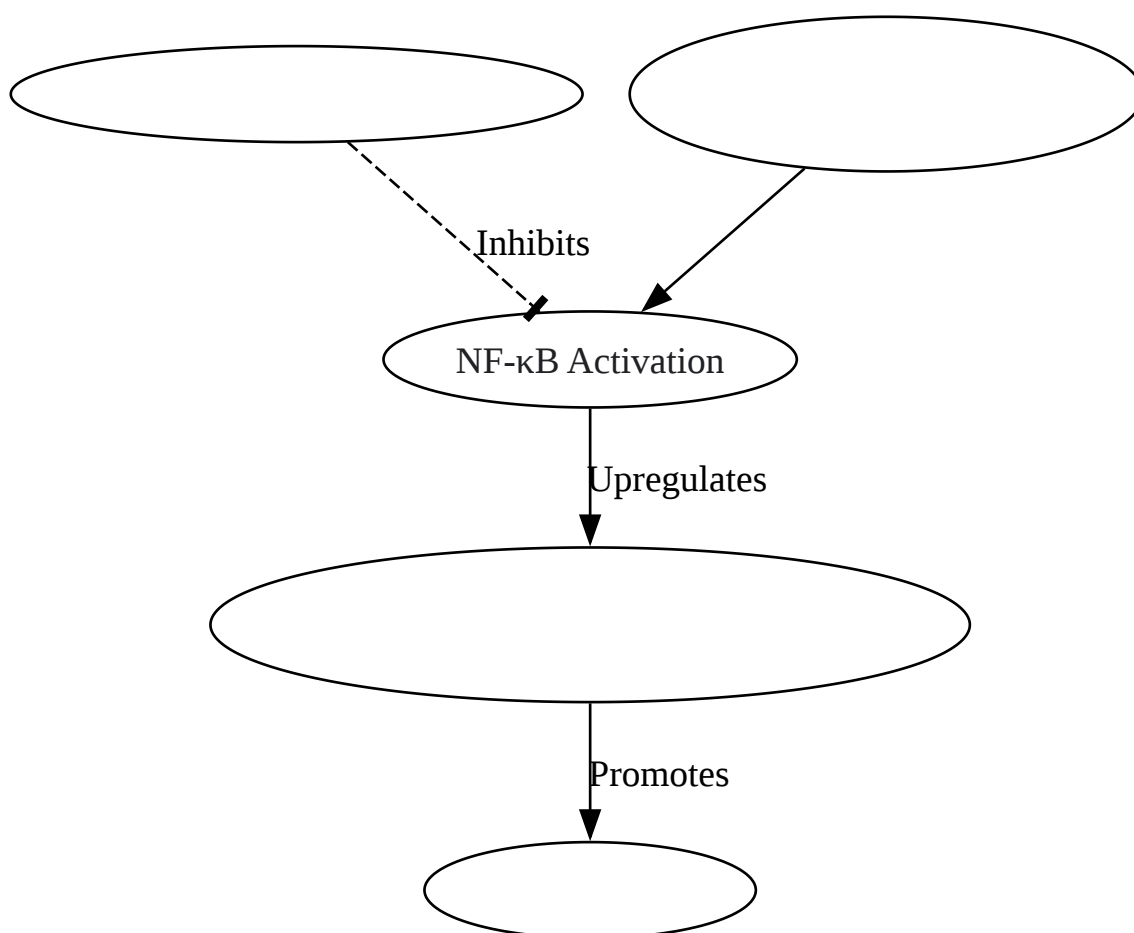 Inhibits
NF-κB Activation
Upregulates
Promotes